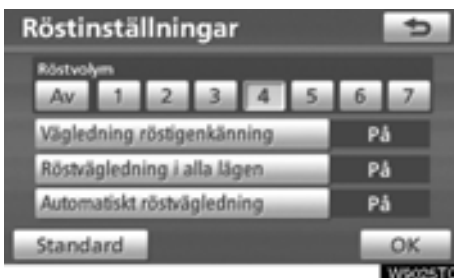 Röstinställningar
Röstvolym
Av 1 2 3 4 5 6 7
Vägledning röstigenkänning På
Röstvägledning i alla lägen På
Automatiskt röstvägledning På
Standard OK